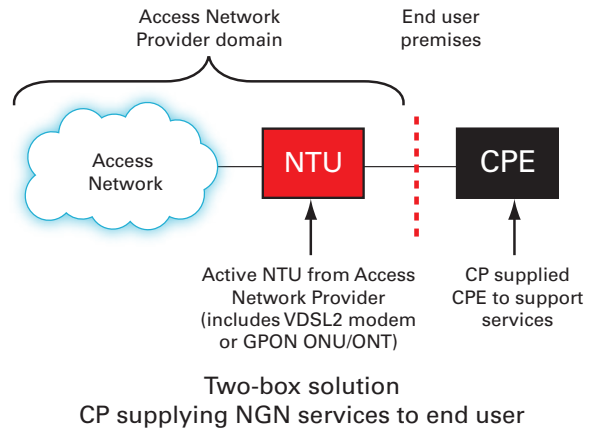 Access Network
Provider domain
End user
premises
Access
Network
NTU
CPE
Active NTU from Access
Network Provider
(includes VDSL2 modem
or GPON ONU/ONT)
CP supplied
CPE to support
services
Two-box solution
CP supplying NGN services to end user